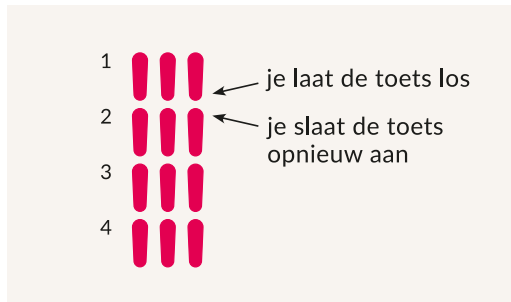 1
je laat de toets los
2
je slaat de toets
opnieuw aan
3
4